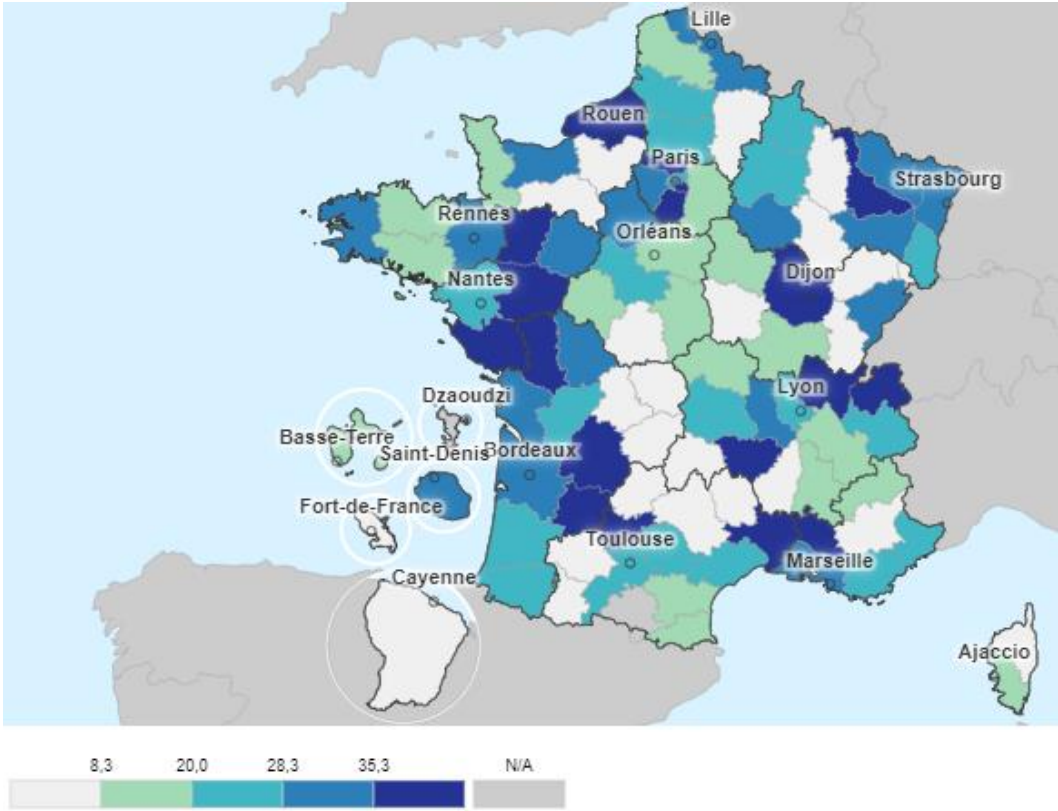 Lille
Rouen
Paris
Strasbourg
Rennes
Orléans
Nantes
Dijon
Lyon
Dzaoudzi
Basse-Terre
Saint-Denis
Bordeaux
Fort-de-France
Toulouse
Marseille
Cayenne
Ajaccio
8,3 20,0 28,3 35,3 N/A